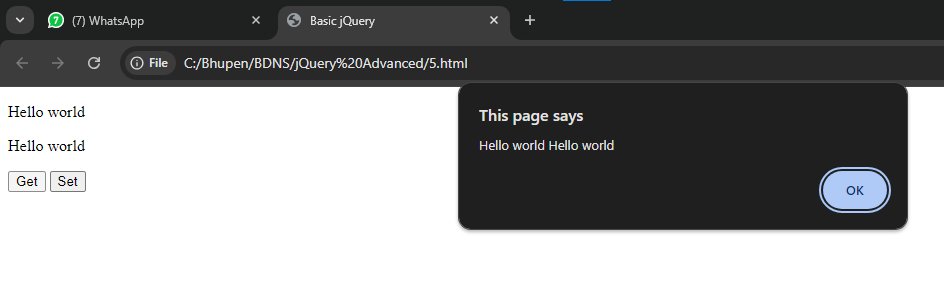 7 (7) WhatsApp
Basic jQuery
File C:/Bhupen/BDNS/jQuery%20Advanced/5.html
Hello world
Hello world
Get Set
This page says
Hello world Hello world
OK